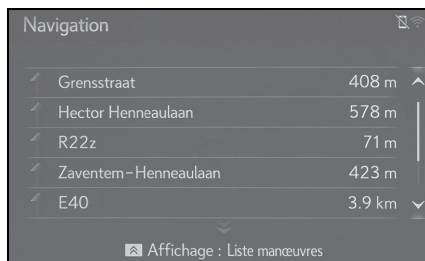 Navigation
Grensstraat 408 m
Hector Henneaulaan 578 m
R22z 71 m
Zaventem-Henneaulaan 423 m
E40 3.9 km
Affichage : Liste manœuvres